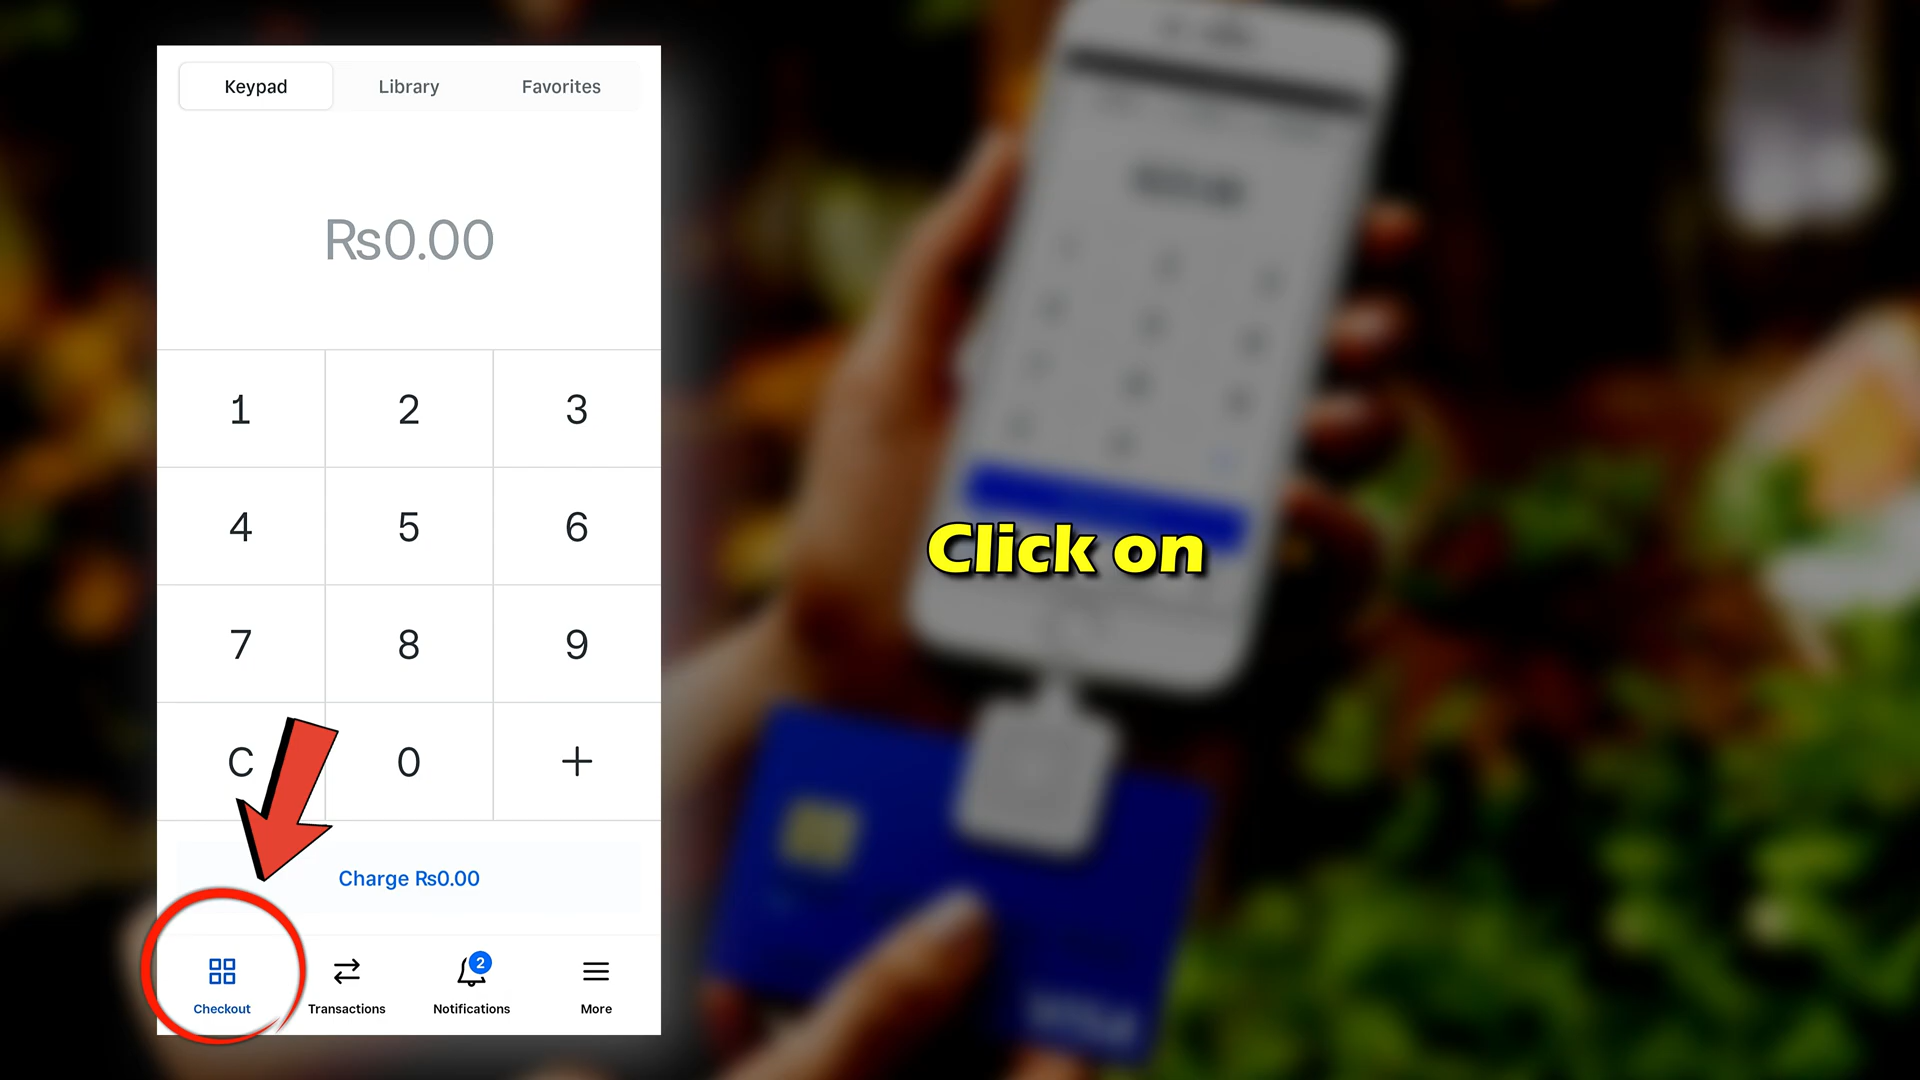 Keypad Library Favorites
Rs0.00
1 2 3
4 5 6
7 8 9
C 0 +
Charge Rs0.00
2
Checkout Transactions Notifications More
Click on
VISA